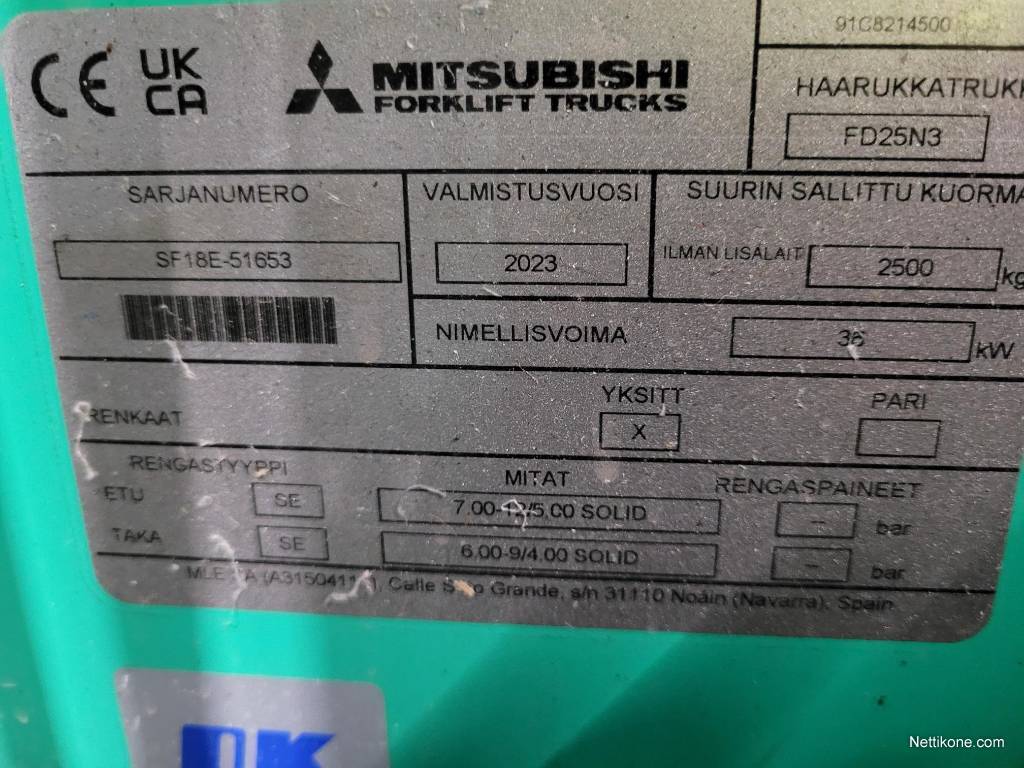 CE UK CA
MITSUBISHI
FORKLIFT TRUCKS
91C8214500
HAARUKKATRUKK
FD25N3
SARJANUMERO
SF18E-51653
VALMISTUSVUOSI
2023
SUURIN SALLITTU KUORMA
ILMAN LISÄLAIT 2500 kg
NIMELLISVOIMA 36 kW
RENKAAT
YKSITT
X
PARI
RENGASTYYPPI MITAT RENGASPAINEET
ETU SE 7.00-12/5.00 SOLID – bar
TAKA SE 6.00-9/4.00 SOLID – bar
Calle Grande, s/n 31110 Noáin (Navarra), Spain
Nettikone.com